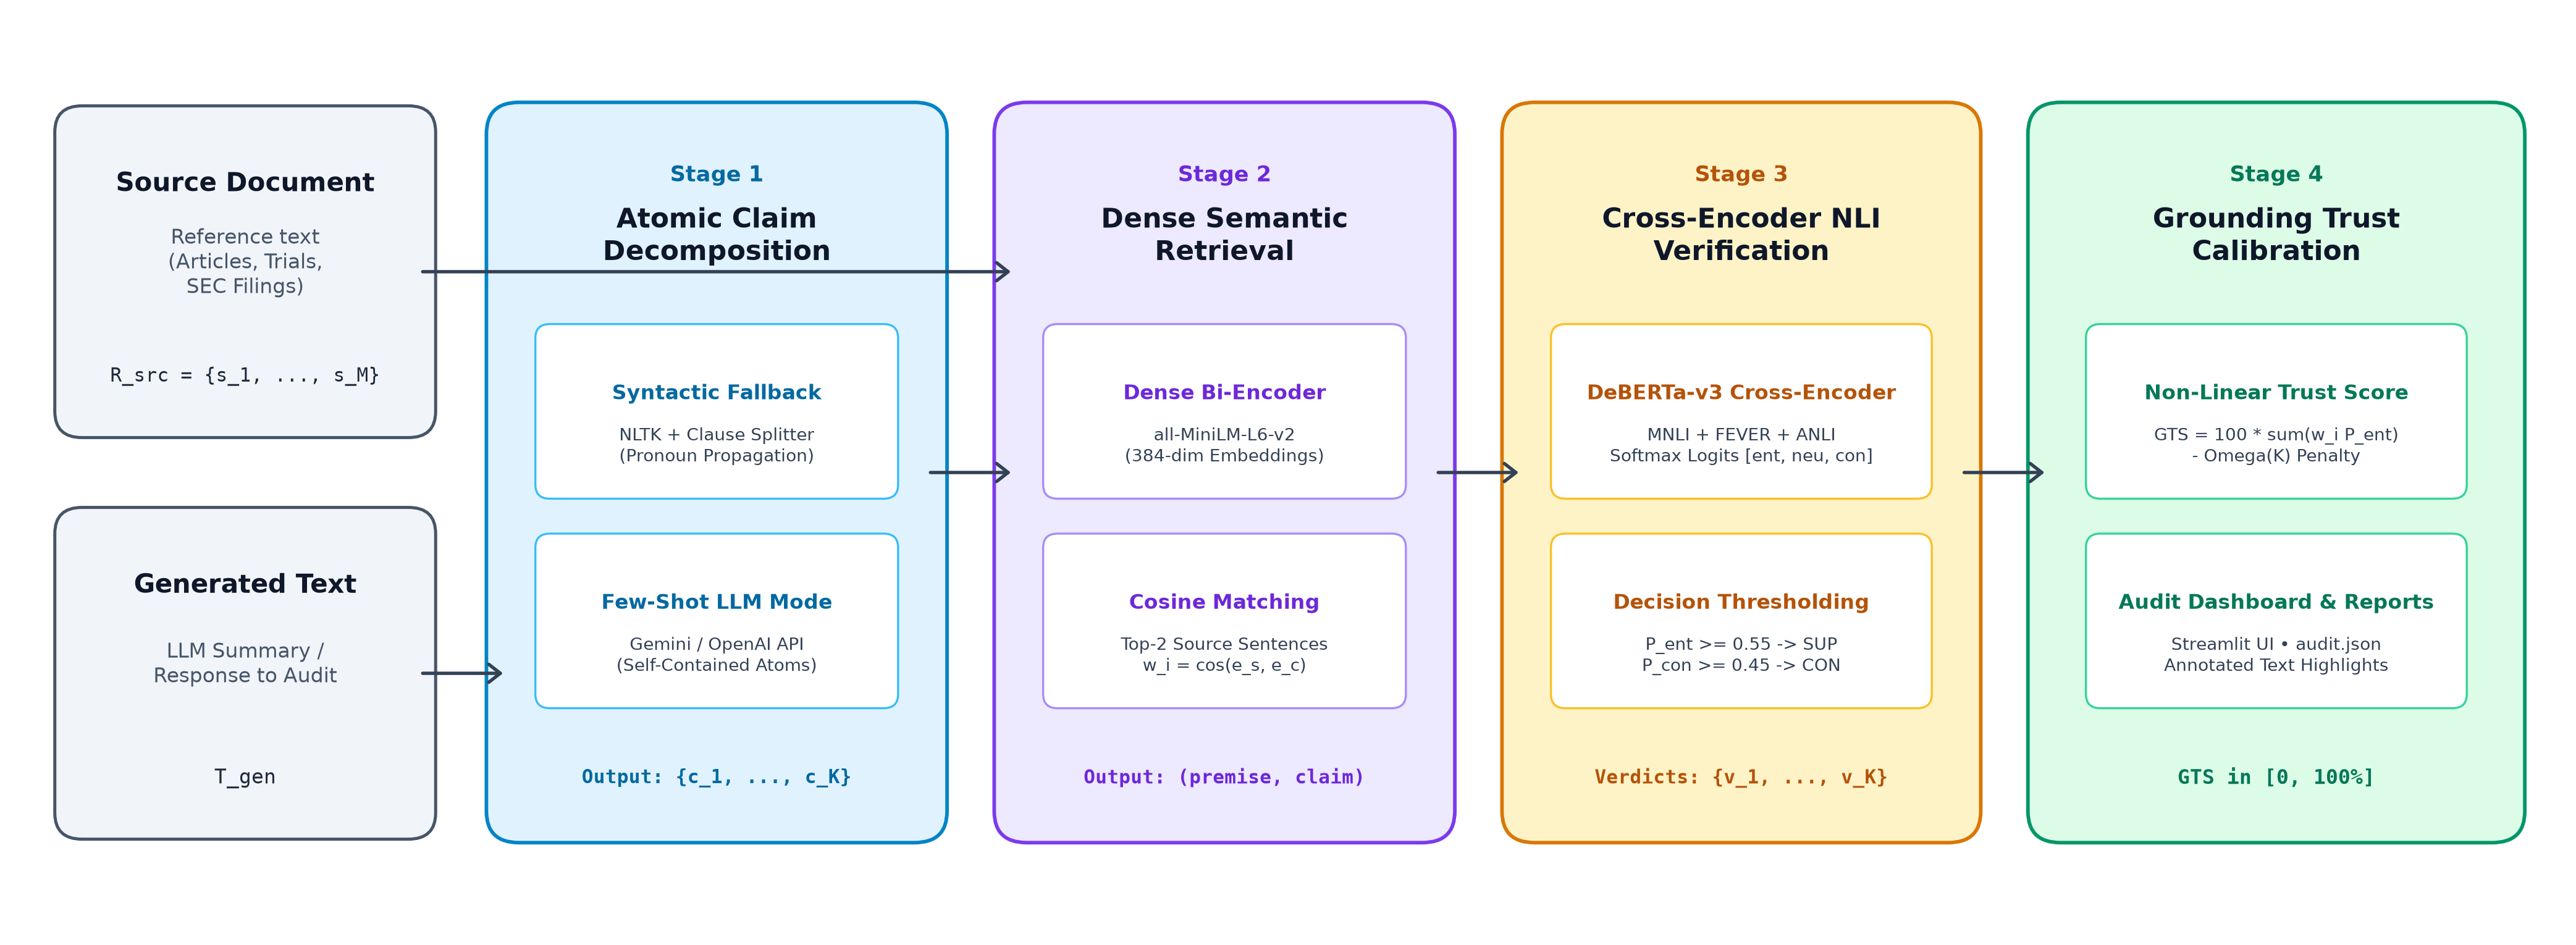 Source Document
Reference text
(Articles, Trials,
SEC Filings)
R_src = {s_1, ..., s_M}
Generated Text
LLM Summary /
Response to Audit
T_gen
Stage 1
Atomic Claim
Decomposition
Syntactic Fallback
NLTK + Clause Splitter
(Pronoun Propagation)
Few-Shot LLM Mode
Gemini / OpenAI API
(Self-Contained Atoms)
Output: {c_1, ..., c_K}
Stage 2
Dense Semantic
Retrieval
Dense Bi-Encoder
all-MiniLM-L6-v2
(384-dim Embeddings)
Cosine Matching
Top-2 Source Sentences
w_i = cos(e_s, e_c)
Output: (premise, claim)
Stage 3
Cross-Encoder NLI
Verification
DeBERTa-v3 Cross-Encoder
MNLI + FEVER + ANLI
Softmax Logits [ent, neu, con]
Decision Thresholding
P_ent >= 0.55 -> SUP
P_con >= 0.45 -> CON
Verdicts: {v_1, ..., v_K}
Stage 4
Grounding Trust
Calibration
Non-Linear Trust Score
GTS = 100 * sum(w_i P_ent)
- Omega(K) Penalty
Audit Dashboard & Reports
Streamlit UI • audit.json
Annotated Text Highlights
GTS in [0, 100%]